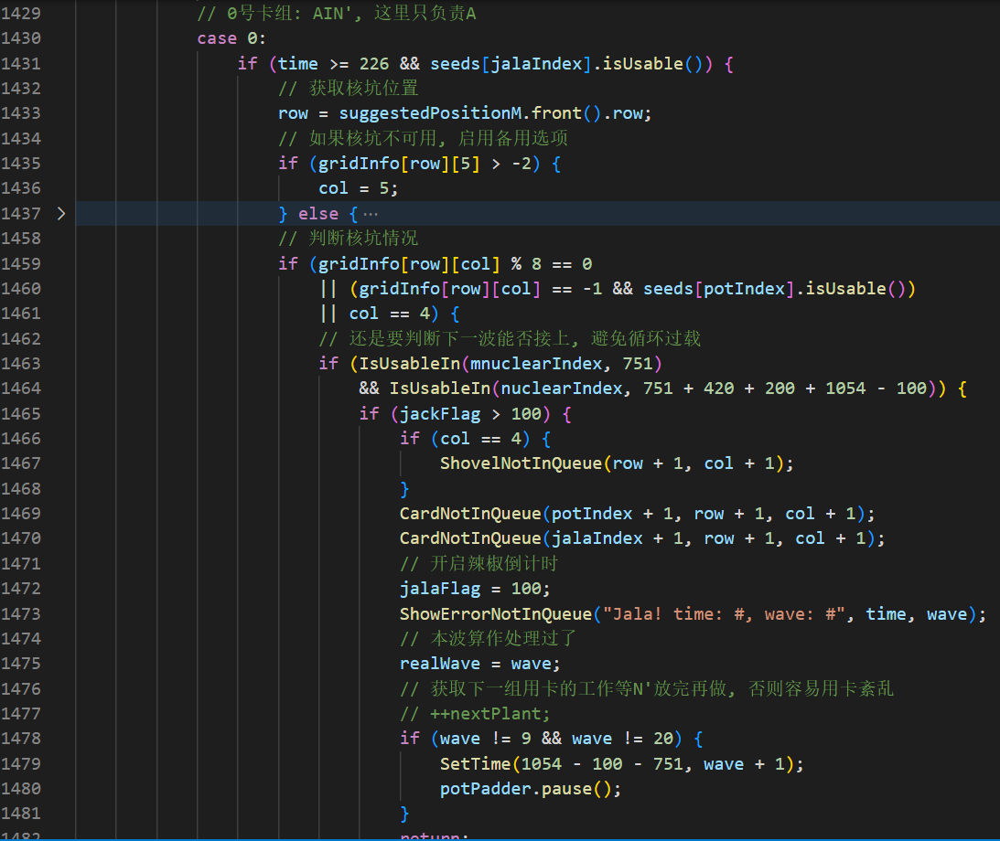 1429 // 0号卡组: AIN', 这里只负责A
1430 case 0:
1431 if (time >= 226 && seeds[jalaIndex].isUsable()) {
1432 // 获取核坑位置
1433 row = suggestedPositionM.front().row;
1434 // 如果核坑不可用, 启用备用选项
1435 if (gridInfo[row][5] > -2) {
1436 col = 5;
1437 } else {…
1458 // 判断核坑情况
1459 if (gridInfo[row][col] % 8 == 0
1460 || (gridInfo[row][col] == -1 && seeds[potIndex].isUsable())
1461 || col == 4) {
1462 // 还是要判断下一波能否接上, 避免循环过载
1463 if (IsUsableIn(mnuclearIndex, 751)
1464 && IsUsableIn(nuclearIndex, 751 + 420 + 200 + 1054 - 100)) {
1465 if (jackFlag > 100) {
1466 if (col == 4) {
1467 ShovelNotInQueue(row + 1, col + 1);
1468 }
1469 CardNotInQueue(potIndex + 1, row + 1, col + 1);
1470 CardNotInQueue(jalaIndex + 1, row + 1, col + 1);
1471 // 开启辣椒倒计时
1472 jalaFlag = 100;
1473 ShowErrorNotInQueue("Jala! time: #, wave: #", time, wave);
1474 // 本波算作处理过了
1475 realWave = wave;
1476 // 获取下一组用卡的工作等N'放完再做, 否则容易用卡紊乱
1477 // ++nextPlant;
1478 if (wave != 9 && wave != 20) {
1479 SetTime(1054 - 100 - 751, wave + 1);
1480 potPadder.pause();
1481 }
1482 return;